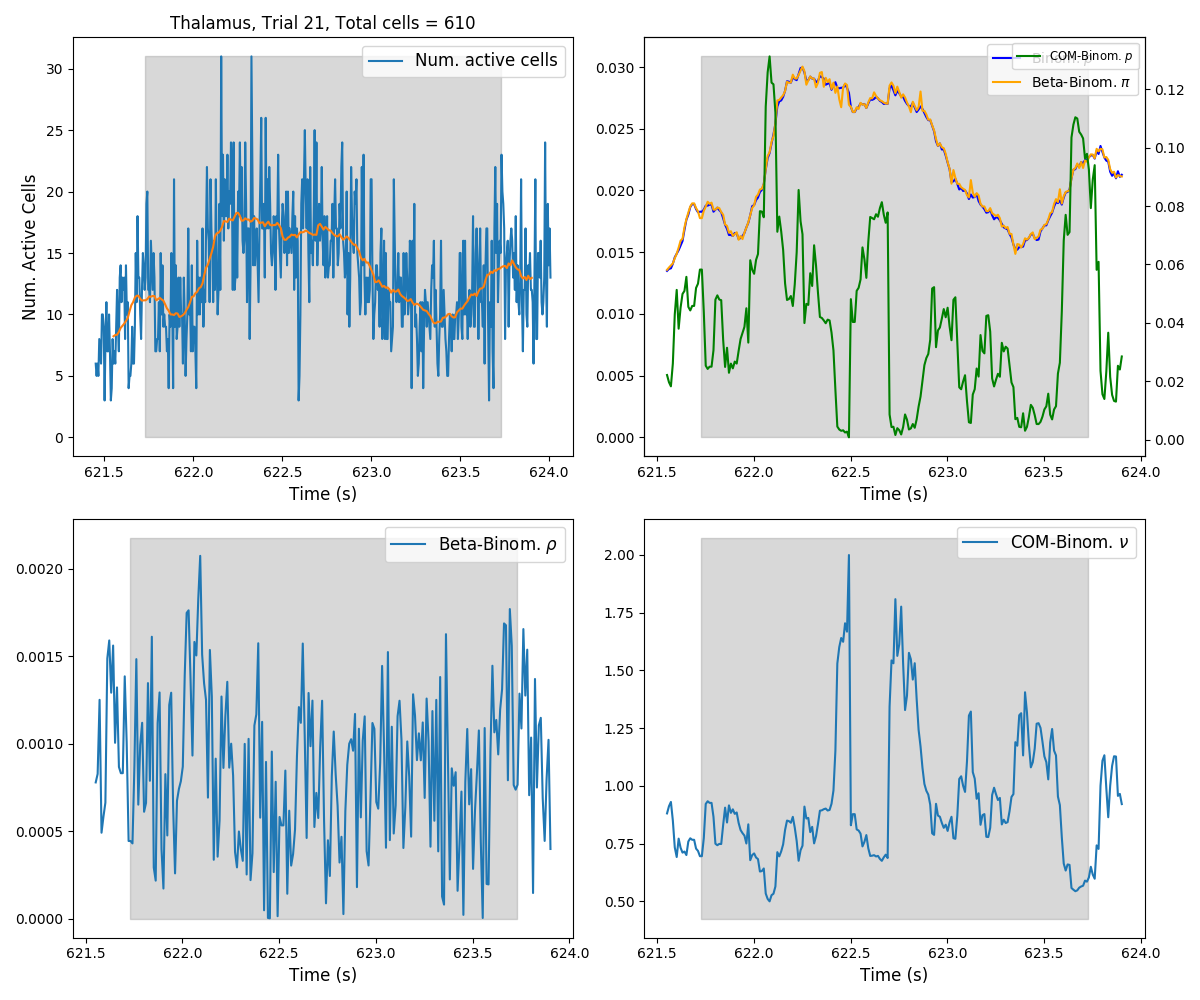 Thalamus, Trial 21, Total cells = 610
Num. active cells
Num. Active Cells
30
25
20
15
10
5
0
621.5 622.0 622.5 623.0 623.5 624.0
Time (s)
COM-Binom. p
Beta-Binom. π
0.030
0.025
0.020
0.015
0.010
0.005
0.000
0.12
0.10
0.08
0.06
0.04
0.02
0.00
621.5 622.0 622.5 623.0 623.5 624.0
Time (s)
Beta-Binom. ρ
0.0020
0.0015
0.0010
0.0005
0.0000
621.5 622.0 622.5 623.0 623.5 624.0
Time (s)
COM-Binom. ν
2.00
1.75
1.50
1.25
1.00
0.75
0.50
621.5 622.0 622.5 623.0 623.5 624.0
Time (s)